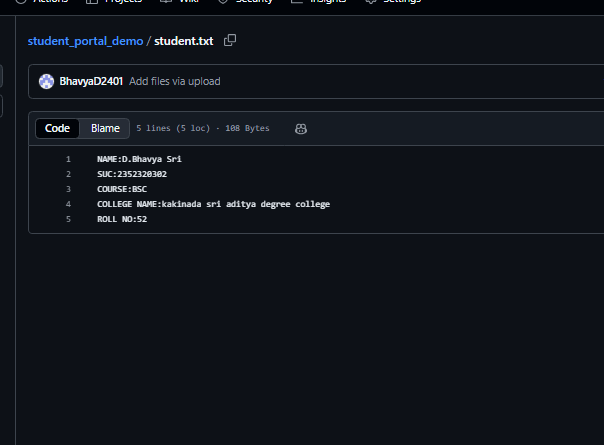 Actions Projects Wiki Security Insights Settings
student_portal_demo / student.txt
BhavyaD2401 Add files via upload
Code Blame 5 lines (5 loc) · 108 Bytes
1 NAME:D.Bhavya Sri
2 SUC:2352320302
3 COURSE:BSC
4 COLLEGE NAME:kakinada sri aditya degree college
5 ROLL NO:52